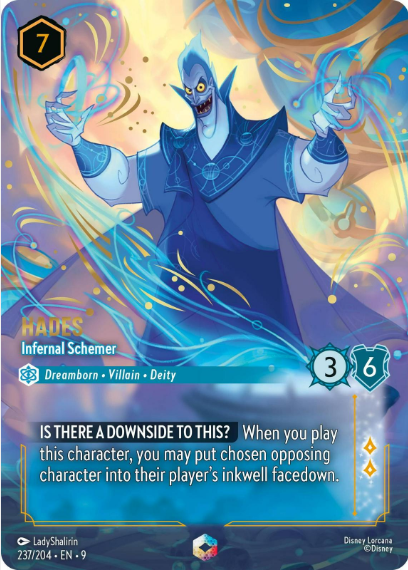 7
HADES
Infernal Schemer
Dreamborn • Villain • Deity
3
6
IS THERE A DOWNSIDE TO THIS? When you play
this character, you may put chosen opposing
character into their player's inkwell facedown.
LadyShalirin
237/204 • EN • 9
Disney Lorcana
©Disney